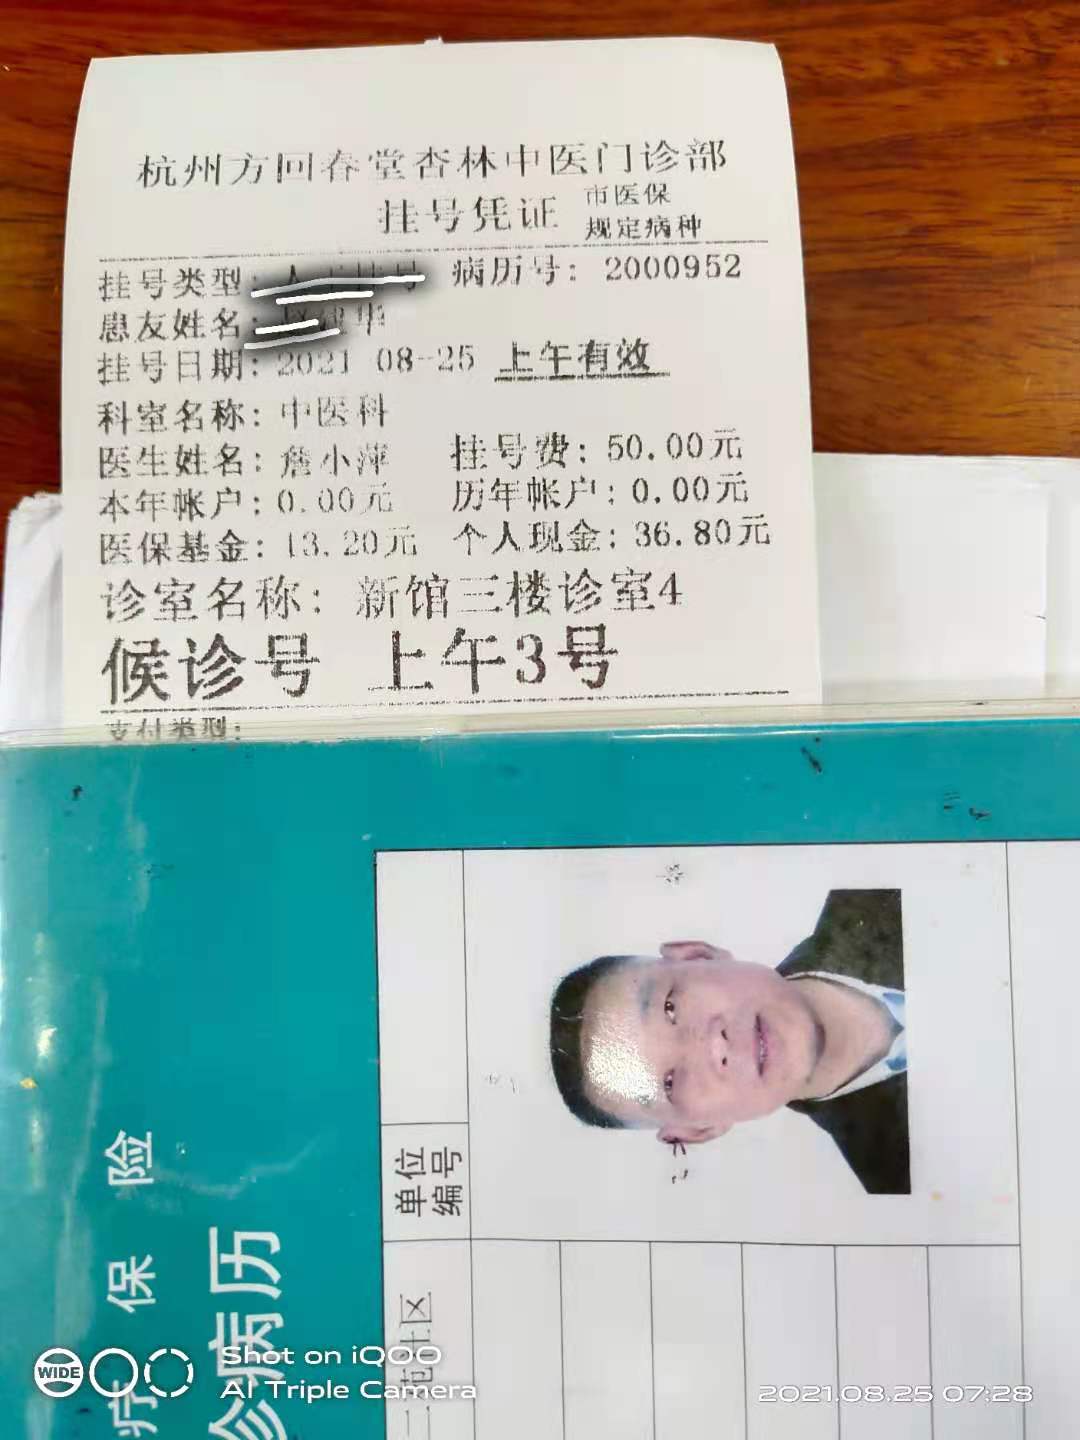 杭州方回春堂杏林中医门诊部
挂号凭证 市医保
规定病种
挂号类型: 病历号: 2000952
患友姓名:
挂号日期: 2021 08-25 上午有效
科室名称: 中医科
医生姓名: 詹小萍 挂号费: 50.00元
本年帐户: 0.00元 历年帐户: 0.00元
医保基金: 13.20元 个人现金: 36.80元
诊室名称: 新馆三楼诊室4
候诊号 上午3号
支付类型:
疗保险
诊病历
单位
编号
社区
WIDE
Shot on iQOO
AI Triple Camera
2021.08.25 07:28